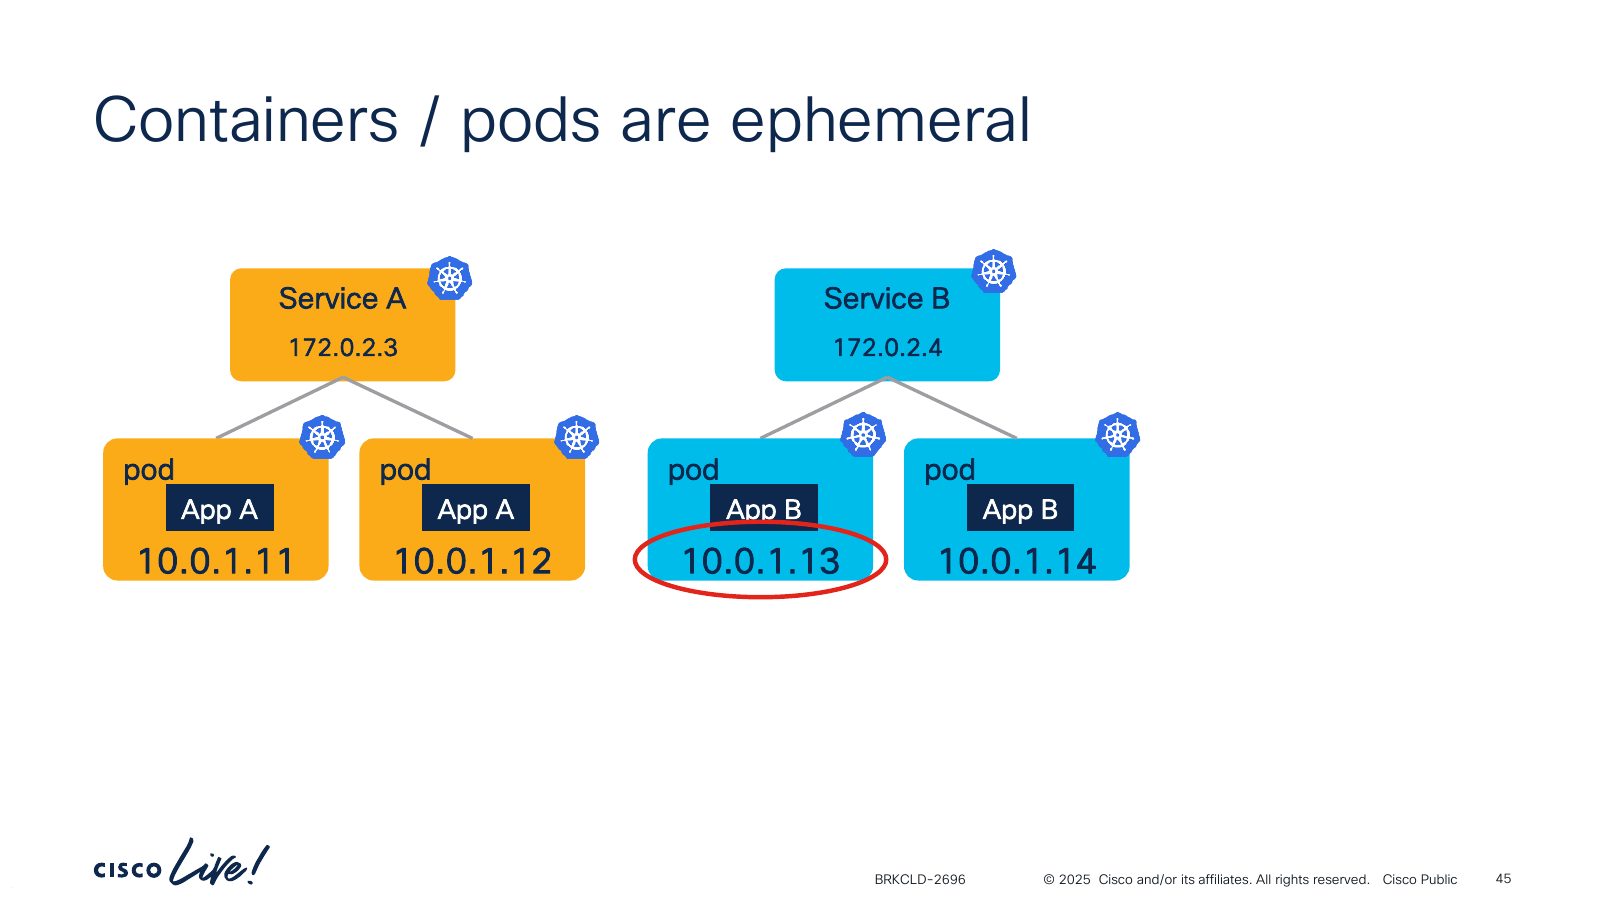 Containers / pods are ephemeral
Service A
172.0.2.3
Service B
172.0.2.4
pod
App A
10.0.1.11
pod
App A
10.0.1.12
pod
App B
10.0.1.13
pod
App B
10.0.1.14
CISCO Live!
BRKCLD-2696
© 2025 Cisco and/or its affiliates. All rights reserved. Cisco Public
45